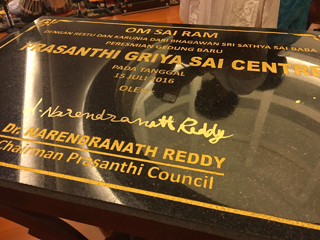 OM SAI RAM
DENGAN RESTU DAN KARUNIA DARI BHAGAWAN SRI SATHYA SAI BABA
PERESMIAN GEDUNG BARU
PRASANTHI GRIYA SAI CENTRE
PADA TANGGAL
15 JULI 2016
OLEH
I. Narendranath Reddy
Dr. NARENDRANATH REDDY
Chairman Prasanthi Council